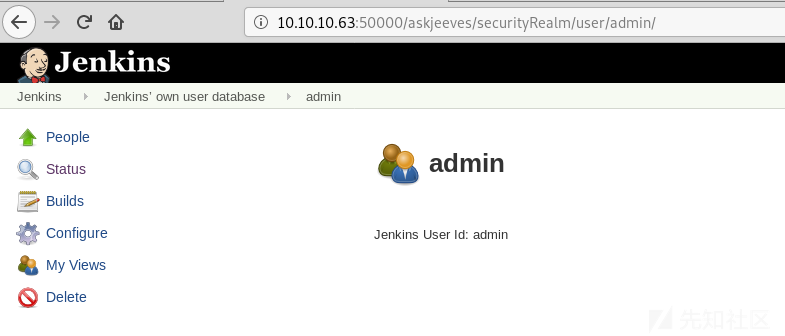 10.10.10.63:50000/askjeeves/securityRealm/user/admin/
Jenkins
Jenkins Jenkins' own user database admin
People
admin
Status
Builds
Jenkins User Id: admin
Configure
My Views
Delete
先知社区